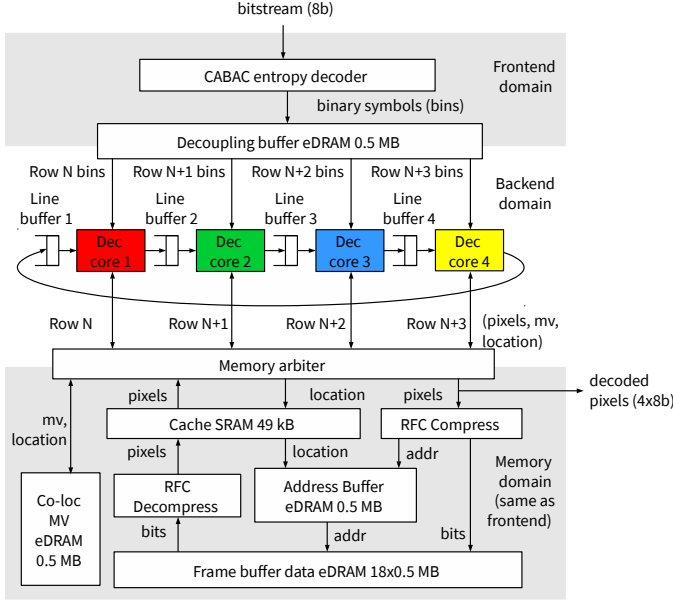 bitstream (8b)
CABAC entropy decoder
Frontend
domain
binary symbols (bins)
Decoupling buffer eDRAM 0.5 MB
Row N bins
Row N+1 bins
Row N+2 bins
Row N+3 bins
Backend
domain
Line
buffer 1
Line
buffer 2
Line
buffer 3
Line
buffer 4
Dec
core 1
Dec
core 2
Dec
core 3
Dec
core 4
Row N
Row N+1
Row N+2
Row N+3
(pixels, mv,
location)
Memory arbiter
decoded
pixels (4x8b)
pixels
location
pixels
mv,
location
Cache SRAM 49 kB
RFC Compress
pixels
location
addr
Memory
domain
(same as
frontend)
Co-loc
MV
eDRAM
0.5 MB
RFC
Decompress
Address Buffer
eDRAM 0.5 MB
bits
addr
bits
Frame buffer data eDRAM 18x0.5 MB